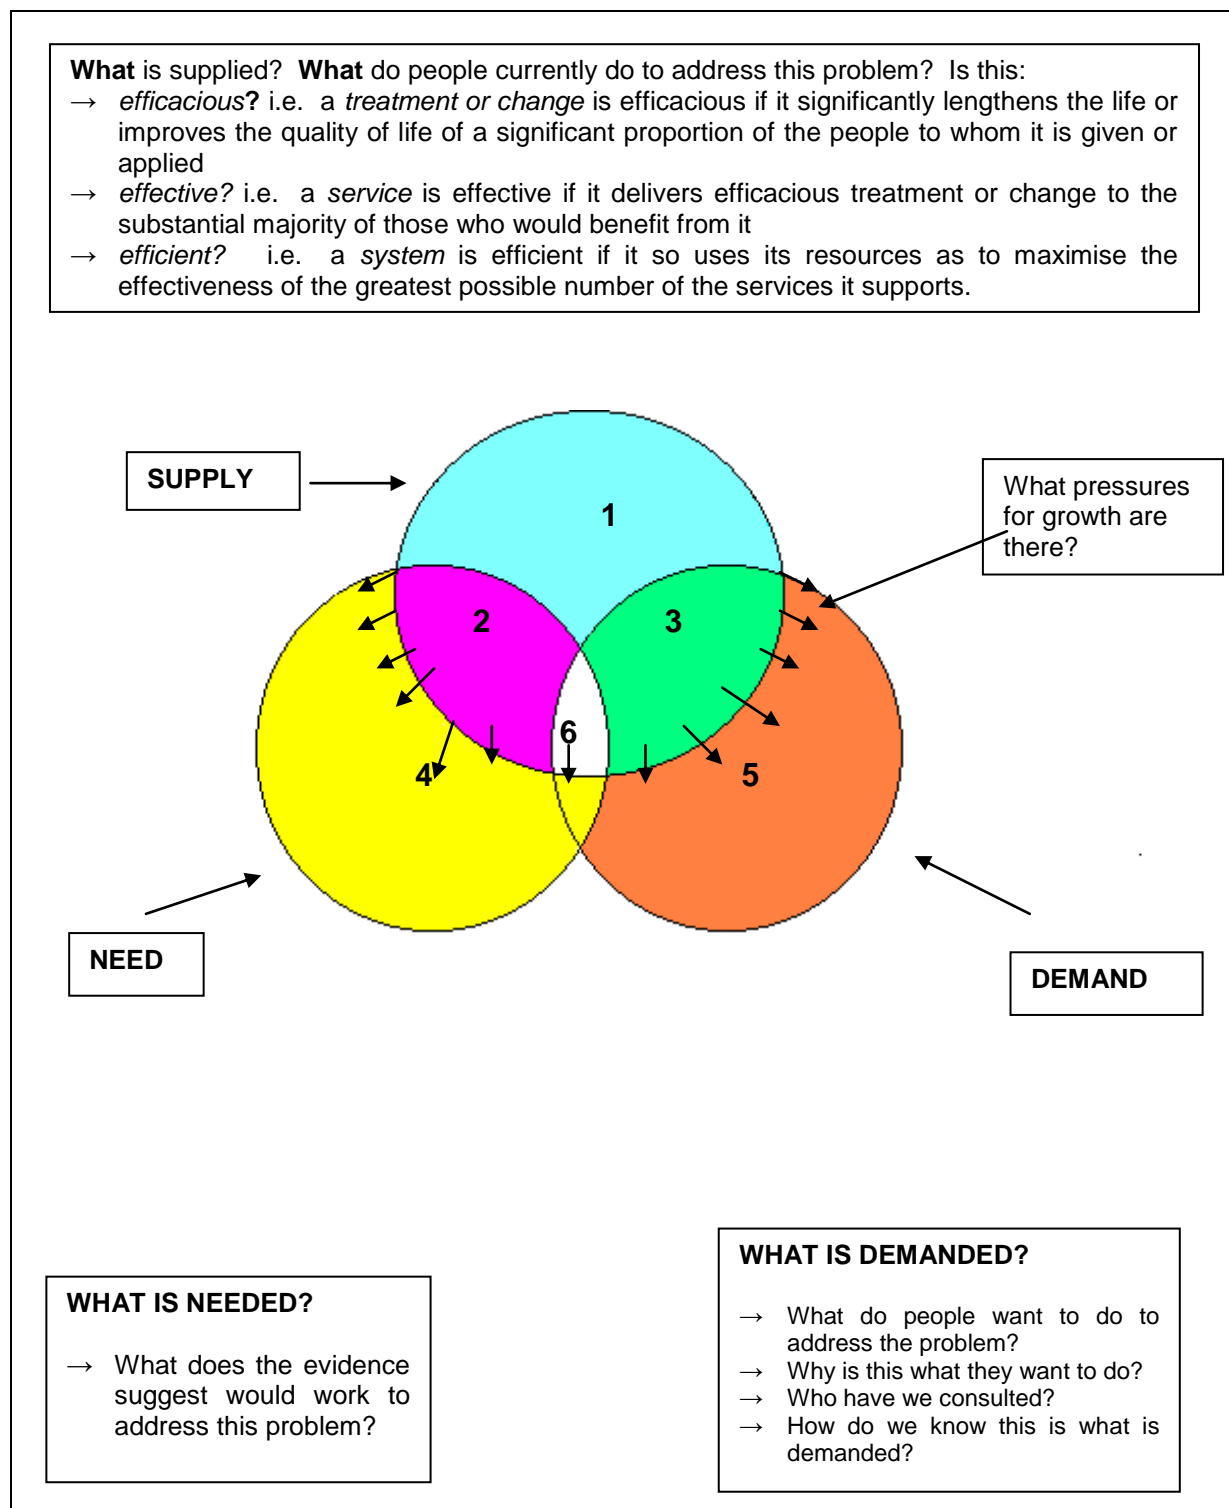 What is supplied? What do people currently do to address this problem? Is this:
→ efficacious? i.e. a treatment or change is efficacious if it significantly lengthens the life or
improves the quality of life of a significant proportion of the people to whom it is given or
applied
→ effective? i.e. a service is effective if it delivers efficacious treatment or change to the
substantial majority of those who would benefit from it
→ efficient? i.e. a system is efficient if it so uses its resources as to maximise the
effectiveness of the greatest possible number of the services it supports.
SUPPLY
What pressures
for growth are
there?
1
2
3
6
4
5
NEED
DEMAND
WHAT IS NEEDED?
→ What does the evidence
suggest would work to
address this problem?
WHAT IS DEMANDED?
→ What do people want to do to
address the problem?
→ Why is this what they want to do?
→ Who have we consulted?
→ How do we know this is what is
demanded?